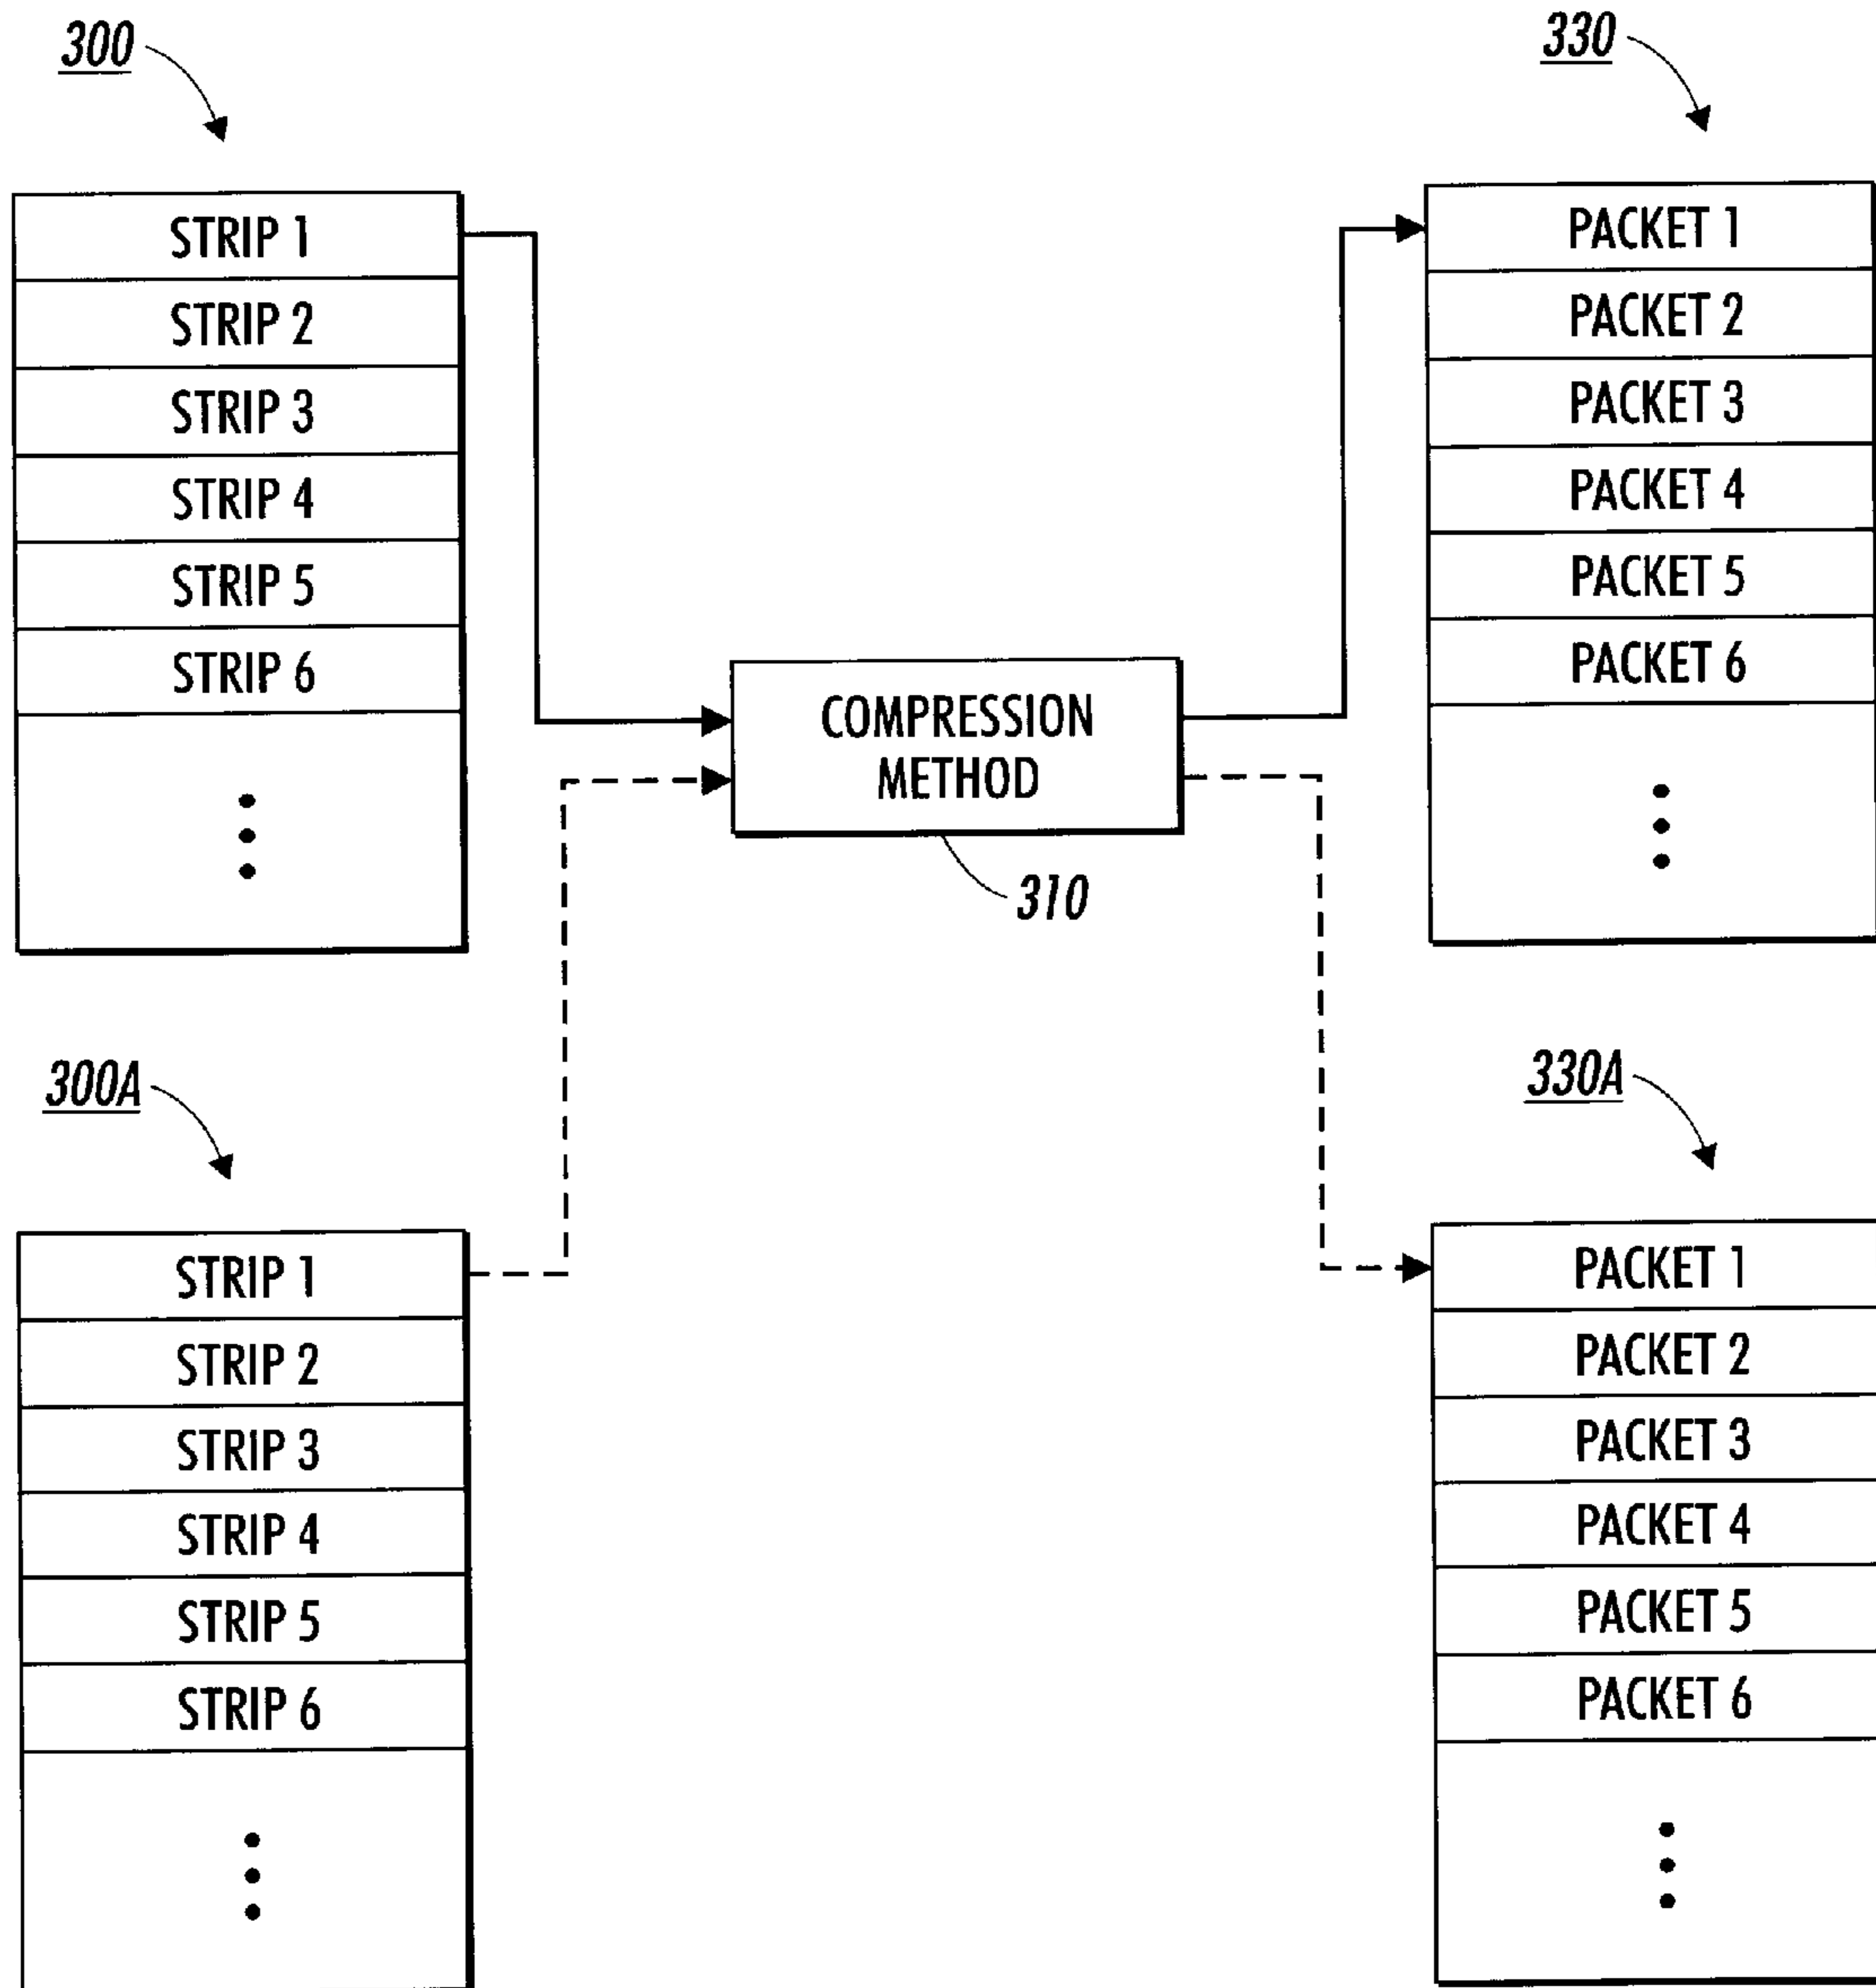 300
330
STRIP 1
STRIP 2
STRIP 3
STRIP 4
STRIP 5
STRIP 6
COMPRESSION
METHOD
310
PACKET 1
PACKET 2
PACKET 3
PACKET 4
PACKET 5
PACKET 6
300A
330A
STRIP 1
STRIP 2
STRIP 3
STRIP 4
STRIP 5
STRIP 6
PACKET 1
PACKET 2
PACKET 3
PACKET 4
PACKET 5
PACKET 6